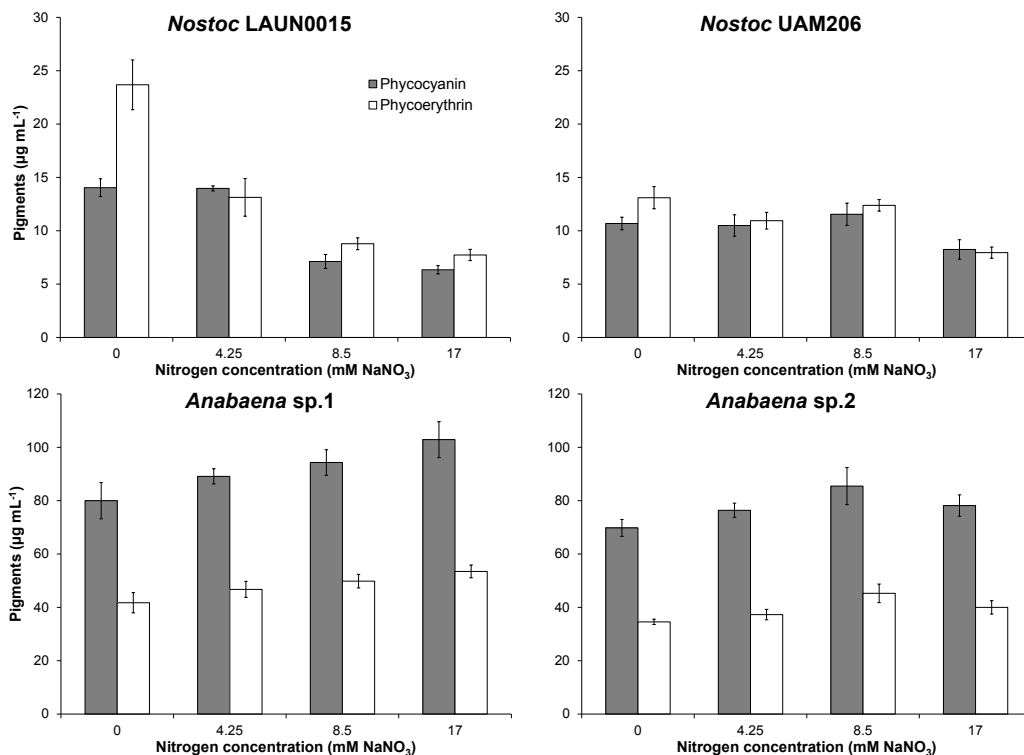 Nostoc LAUN0015
30
25
20
15
10
5
0
Pigments (µg mL⁻¹)
Phycocyanin
Phycoerythrin
0 4.25 8.5 17
Nitrogen concentration (mM NaNO₃)
Nostoc UAM206
30
25
20
15
10
5
0
0 4.25 8.5 17
Nitrogen concentration (mM NaNO₃)
Anabaena sp.1
120
100
80
60
40
20
0
Pigments (µg mL⁻¹)
0 4.25 8.5 17
Nitrogen concentration (mM NaNO₃)
Anabaena sp.2
120
100
80
60
40
20
0
0 4.25 8.5 17
Nitrogen concentration (mM NaNO₃)